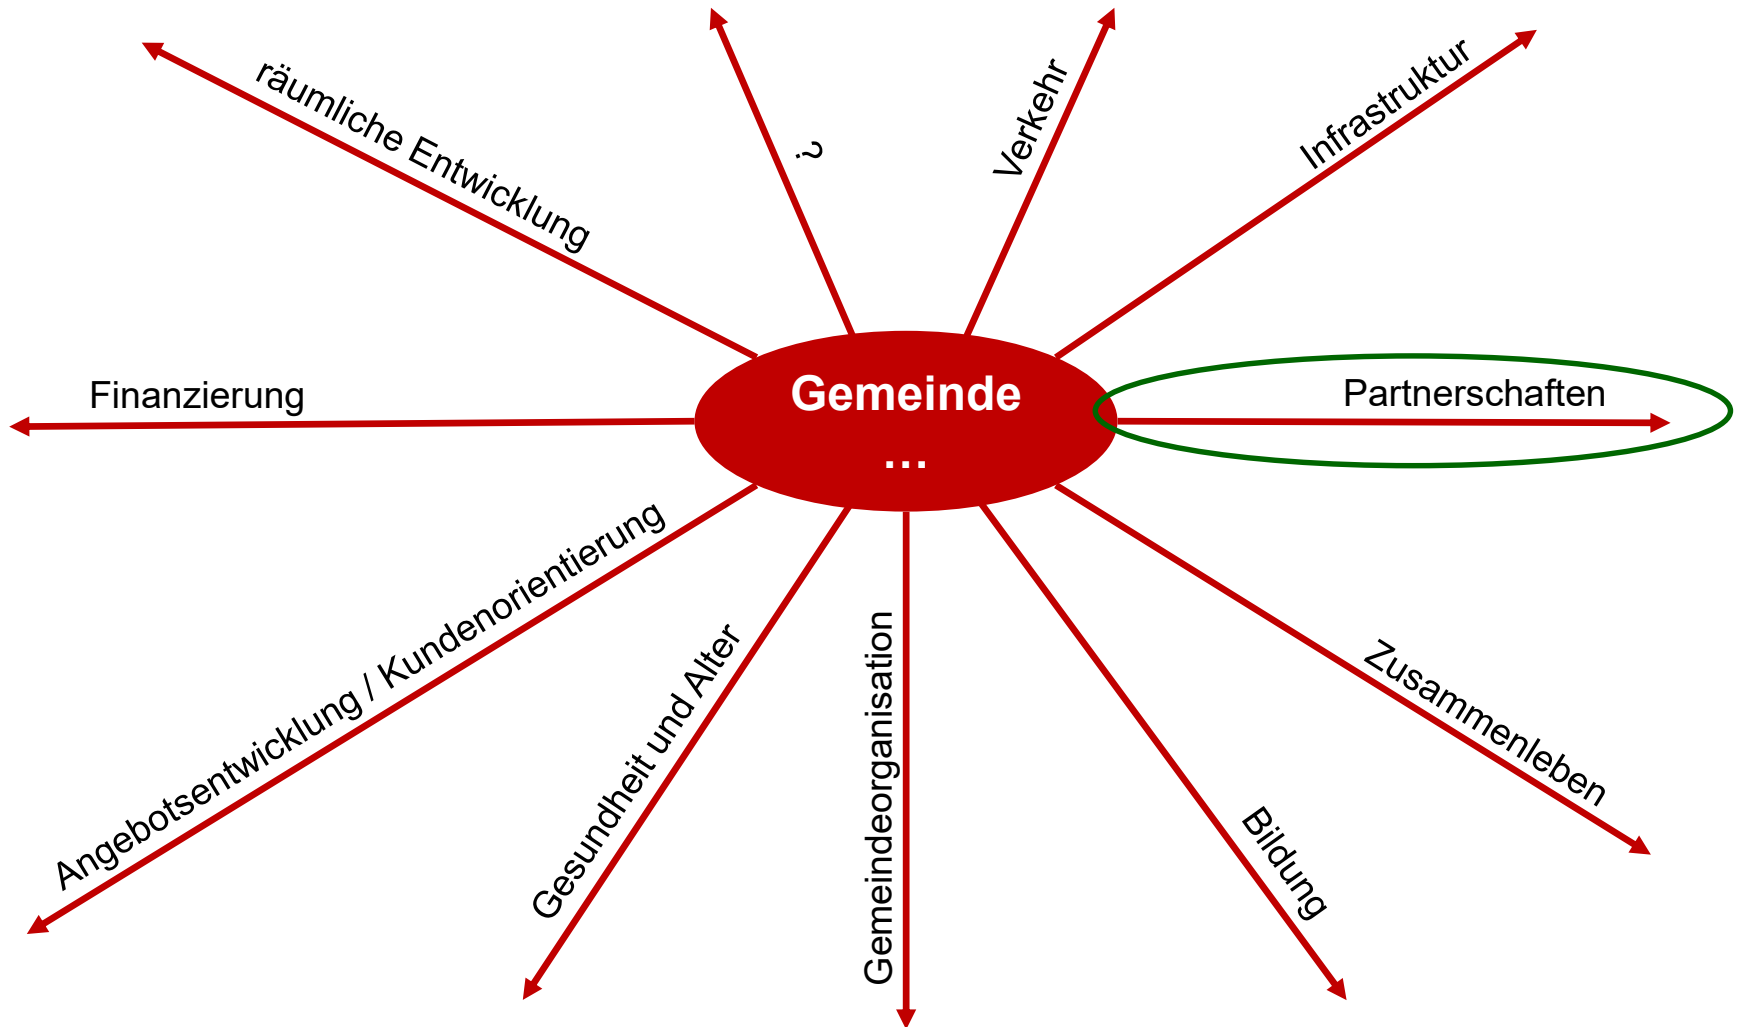 räumliche Entwicklung
?
Verkehr
Infrastruktur
Finanzierung
Gemeinde
...
Partnerschaften
Angebotsentwicklung / Kundenorientierung
Gesundheit und Alter
Gemeindeorganisation
Bildung
Zusammenleben